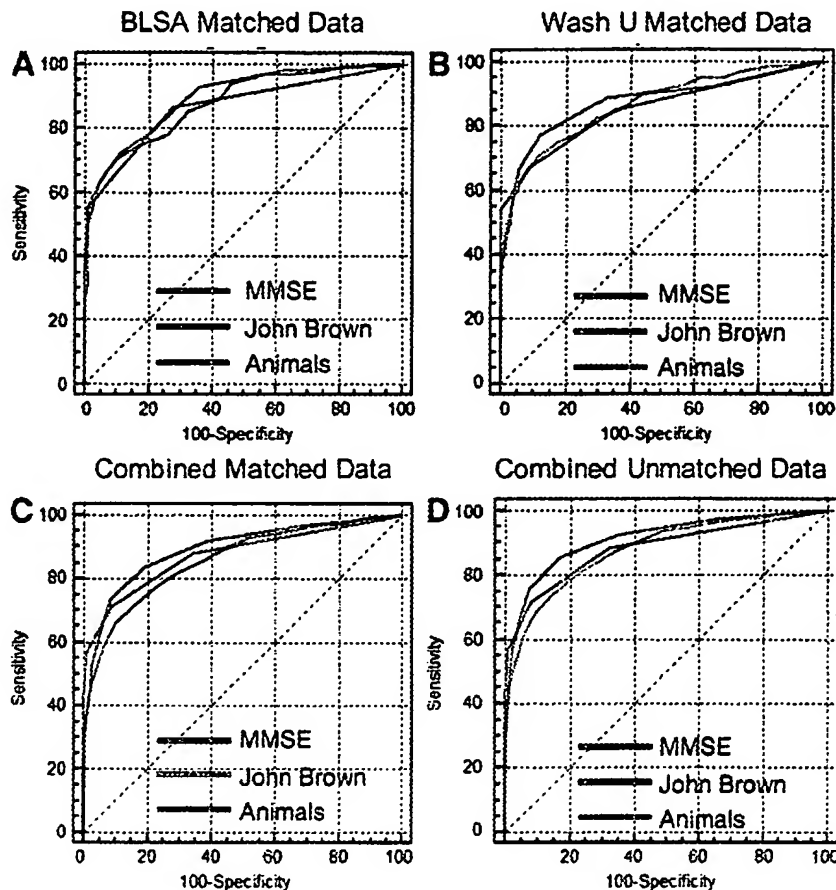 BLSA Matched Data
A
100
80
60
40
20
0
Sensitivity
MMSE
John Brown
Animals
0 20 40 60 80 100
100-Specificity
Wash U Matched Data
B
100
80
60
40
20
0
Sensitivity
MMSE
John Brown
Animals
0 20 40 60 80 100
100-Specificity
Combined Matched Data
C
100
80
60
40
20
0
Sensitivity
MMSE
John Brown
Animals
0 20 40 60 80 100
100-Specificity
Combined Unmatched Data
D
100
80
60
40
20
0
Sensitivity
MMSE
John Brown
Animals
20 40 60 80 100
100-Specificity